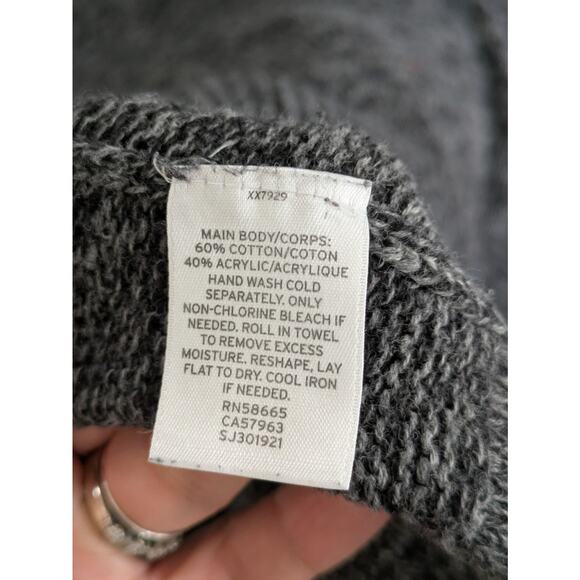 XX7929
MAIN BODY/CORPS:
60% COTTON/COTON
40% ACRYLIC/ACRYLIQUE
HAND WASH COLD
SEPARATELY. ONLY
NON-CHLORINE BLEACH IF
NEEDED. ROLL IN TOWEL
TO REMOVE EXCESS
MOISTURE. RESHAPE, LAY
FLAT TO DRY. COOL IRON
IF NEEDED.
RN58665
CA57963
SJ301921